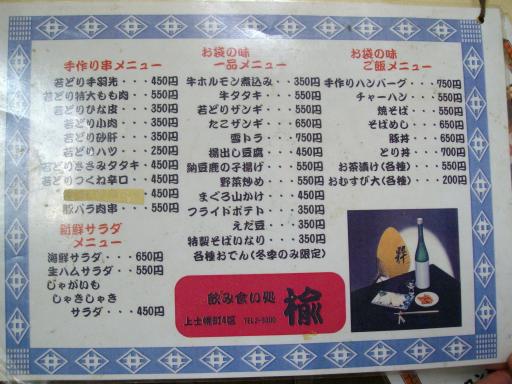 手作り串メニュー
若どり手羽先・・・450円
若どり特大もも肉・・・550円
若どりひな皮・・・350円
若どり小肉・・・350円
若どり砂肝・・・350円
若どりハツ・・・250円
若どりささみタタキ・・・450円
若どりつくね辛口・・・450円
450円
豚バラ肉串・・・550円
新鮮サラダ
メニュー
海鮮サラダ・・・650円
生ハムサラダ・・・550円
じゃがいも
しゃきしゃき
サラダ・・・450円
お袋の味
一品メニュー
牛ホルモン煮込み・・・350円
牛タタキ・・・550円
若どりザンギ・・・550円
たこザンギ・・・650円
雪トラ・・・750円
揚出し豆腐・・・450円
納豆鹿の子揚げ・・・550円
野菜炒め・・・550円
まぐろ山かけ・・・450円
フライドポテト・・・350円
えだ豆・・・350円
特製そばいなり・・・350円
各種おでん(冬季のみ限定)
お袋の味
ご飯メニュー
手作りハンバーグ・・・750円
チャーハン・・・550円
焼そば・・・550円
そばめし・・・650円
豚丼・・・650円
とり丼・・・700円
お茶漬け(各種)・・・550円
おむすび大(各種)・・・200円
飲み食い処
楡
上士幌町4区